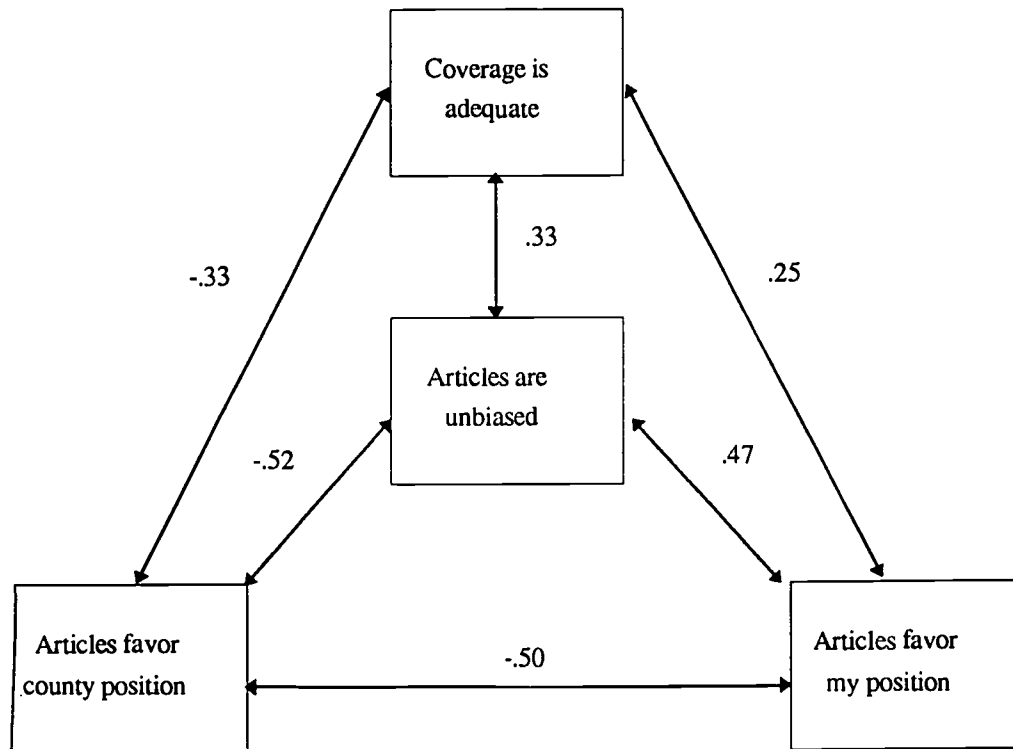 Coverage is
adequate
-.33
.33
.25
Articles are
unbiased
-.52
.47
Articles favor
county position
-.50
Articles favor
my position